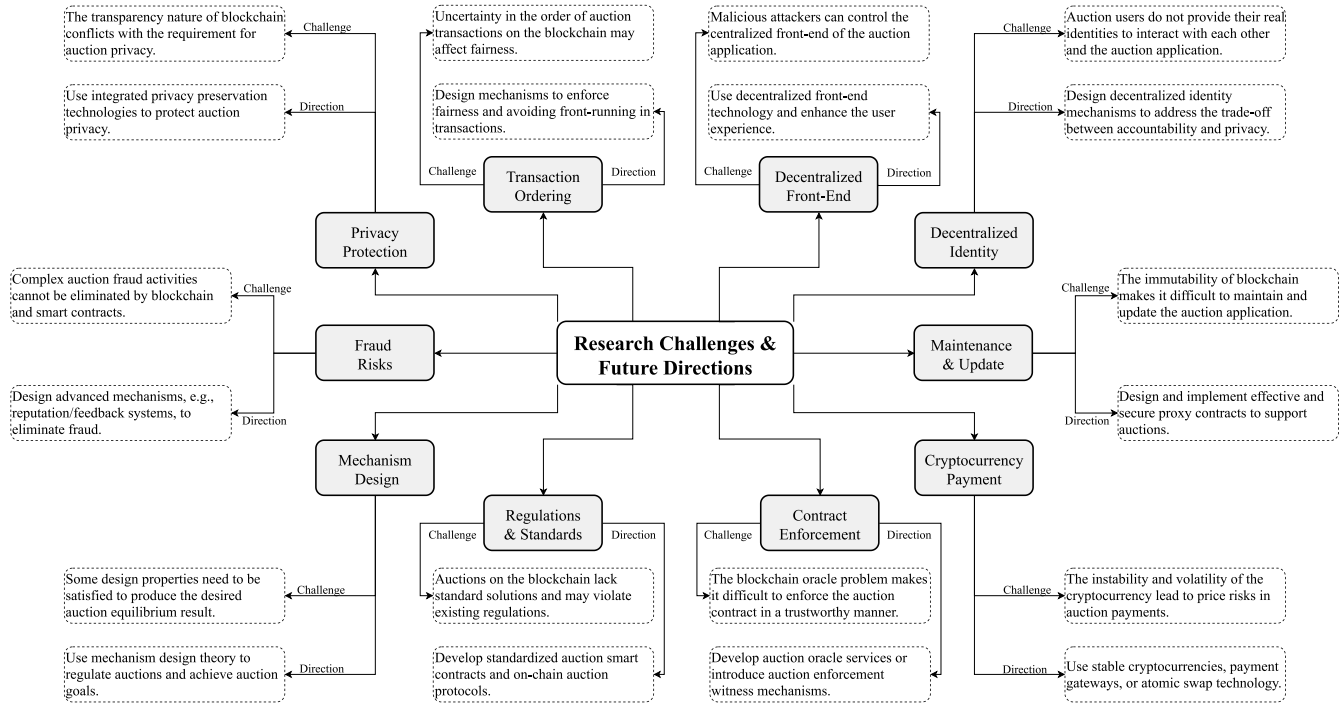 The transparency nature of blockchain
conflicts with the requirement for
auction privacy.
Challenge
Use integrated privacy preservation
technologies to protect auction
privacy.
Direction
Privacy
Protection
Uncertainty in the order of auction
transactions on the blockchain may
affect fairness.
Design mechanisms to enforce
fairness and avoiding front-running in
transactions.
Challenge
Transaction
Ordering
Direction
Malicious attackers can control the
centralized front-end of the auction
application.
Use decentralized front-end
technology and enhance the user
experience.
Challenge
Decentralized
Front-End
Direction
Challenge
Auction users do not provide their real
identities to interact with each other
and the auction application.
Direction
Design decentralized identity
mechanisms to address the trade-off
between accountability and privacy.
Decentralized
Identity
Complex auction fraud activities
cannot be eliminated by blockchain
and smart contracts.
Challenge
Fraud
Risks
Design advanced mechanisms, e.g.,
reputation/feedback systems, to
eliminate fraud.
Direction
Research Challenges &
Future Directions
Maintenance
& Update
Challenge
The immutability of blockchain
makes it difficult to maintain and
update the auction application.
Direction
Design and implement effective and
secure proxy contracts to support
auctions.
Mechanism
Design
Some design properties need to be
satisfied to produce the desired
auction equilibrium result.
Challenge
Use mechanism design theory to
regulate auctions and achieve auction
goals.
Direction
Challenge
Regulations
& Standards
Direction
Auctions on the blockchain lack
standard solutions and may violate
existing regulations.
Develop standardized auction smart
contracts and on-chain auction
protocols.
Challenge
Contract
Enforcement
Direction
The blockchain oracle problem makes
it difficult to enforce the auction
contract in a trustworthy manner.
Develop auction oracle services or
introduce auction enforcement
witness mechanisms.
Cryptocurrency
Payment
Challenge
The instability and volatility of the
cryptocurrency lead to price risks in
auction payments.
Direction
Use stable cryptocurrencies, payment
gateways, or atomic swap technology.